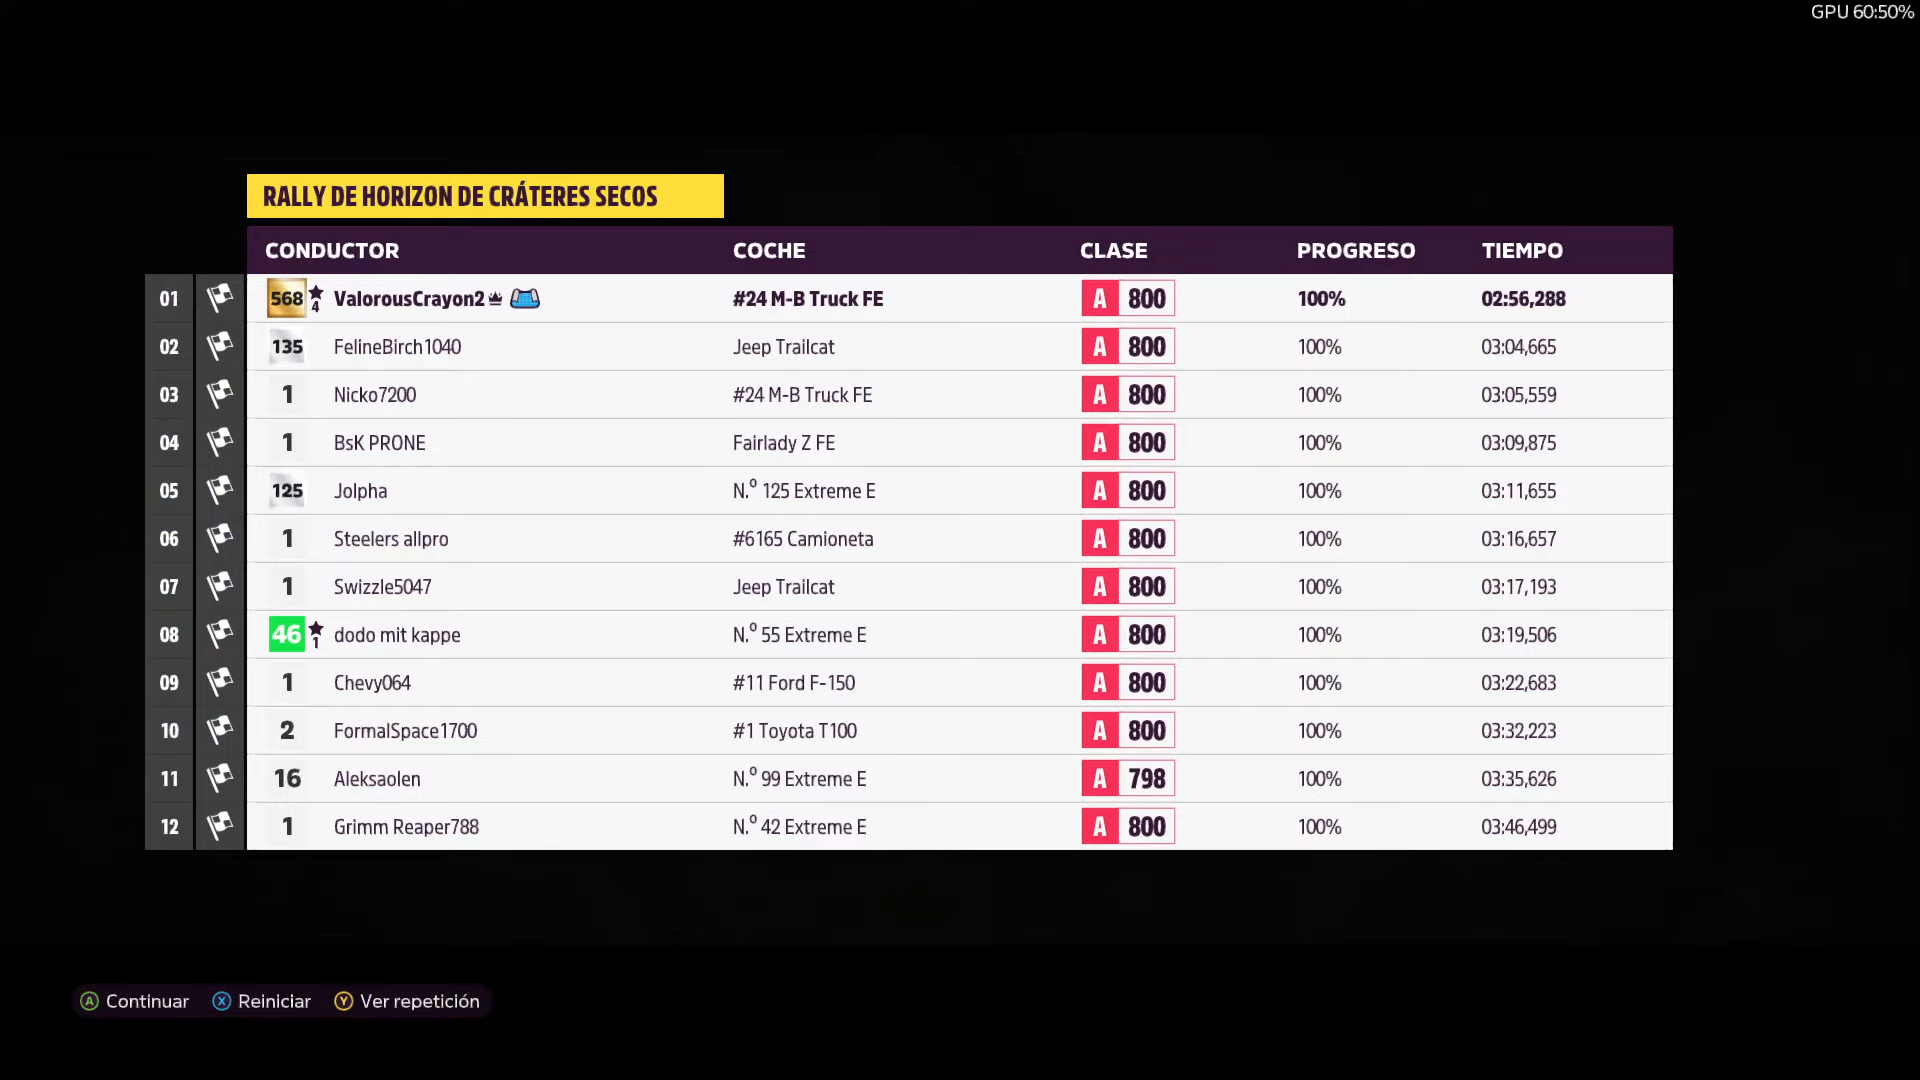 GPU 60:50%
RALLY DE HORIZON DE CRÁTERES SECOS
CONDUCTOR COCHE CLASE PROGRESO TIEMPO
01 568 4 ValorousCrayon2 #24 M-B Truck FE A 800 100% 02:56,288
02 135 FelineBirch1040 Jeep Trailcat A 800 100% 03:04,665
03 1 Nicko7200 #24 M-B Truck FE A 800 100% 03:05,559
04 1 BsK PRONE Fairlady Z FE A 800 100% 03:09,875
05 125 Jolpha N.º 125 Extreme E A 800 100% 03:11,655
06 1 Steelers allpro #6165 Camioneta A 800 100% 03:16,657
07 1 Swizzle5047 Jeep Trailcat A 800 100% 03:17,193
08 46 1 dodo mit kappe N.º 55 Extreme E A 800 100% 03:19,506
09 1 Chevy064 #11 Ford F-150 A 800 100% 03:22,683
10 2 FormalSpace1700 #1 Toyota T100 A 800 100% 03:32,223
11 16 Aleksaolen N.º 99 Extreme E A 798 100% 03:35,626
12 1 Grimm Reaper788 N.º 42 Extreme E A 800 100% 03:46,499
A Continuar X Reiniciar Y Ver repetición